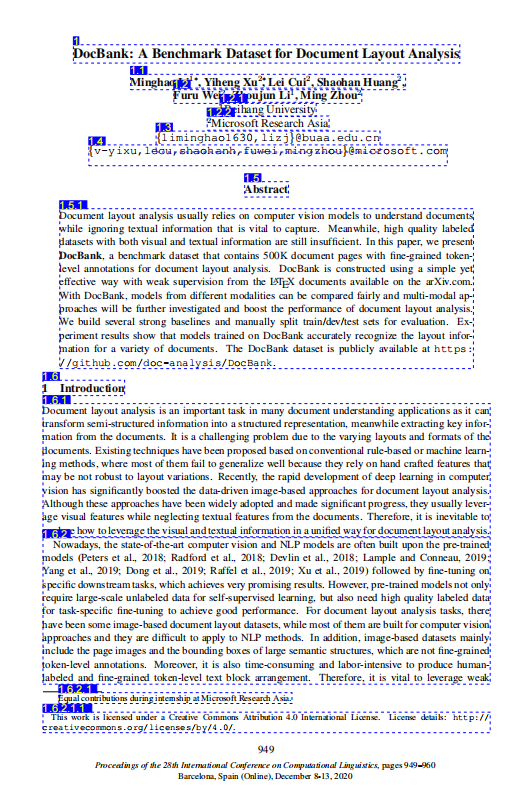 1
DocBank: A Benchmark Dataset for Document Layout Analysis
1.1
Minghao *, Yiheng Xu2* Lei Cui2, Shaohan Huang2,
1.2
Furu Wei, Zhoujun Li1, Ming Zhou2
1.2.1
Beihang University
1.2.2
2Microsoft Research Asia
1.3
{liminghao1630, lizj}@buaa.edu.cn
1.4
{v-yixu,lecu,shaohanh,fuwei,mingzhou}@microsoft.com
1.5
Abstract
1.5.1
Document layout analysis usually relies on computer vision models to understand documents
while ignoring textual information that is vital to capture. Meanwhile, high quality labeled
datasets with both visual and textual information are still insufficient. In this paper, we present
DocBank, a benchmark dataset that contains 500K document pages with fine-grained token-
level annotations for document layout analysis. DocBank is constructed using a simple yet
effective way with weak supervision from the LATEX documents available on the arXiv.com.
With DocBank, models from different modalities can be compared fairly and multi-modal ap-
proaches will be further investigated and boost the performance of document layout analysis.
We build several strong baselines and manually split train/dev/test sets for evaluation. Ex-
periment results show that models trained on DocBank accurately recognize the layout infor-
mation for a variety of documents. The DocBank dataset is publicly available at https:
//github.com/doc-analysis/DocBank.
1.6
1 Introduction
1.6.1
Document layout analysis is an important task in many document understanding applications as it can
transform semi-structured information into a structured representation, meanwhile extracting key infor-
mation from the documents. It is a challenging problem due to the varying layouts and formats of the
documents. Existing techniques have been proposed based on conventional rule-based or machine learn-
ing methods, where most of them fail to generalize well because they rely on hand crafted features that
may be not robust to layout variations. Recently, the rapid development of deep learning in computer
vision has significantly boosted the data-driven image-based approaches for document layout analysis.
Although these approaches have been widely adopted and made significant progress, they usually lever-
age visual features while neglecting textual features from the documents. Therefore, it is inevitable to
how to leverage the visual and textual information in a unified way for document layout analysis.
1.6.2
Nowadays, the state-of-the-art computer vision and NLP models are often built upon the pre-trained
models (Peters et al., 2018; Radford et al., 2018; Devlin et al., 2018; Lample and Conneau, 2019;
Yang et al., 2019; Dong et al., 2019; Raffel et al., 2019; Xu et al., 2019) followed by fine-tuning on
specific downstream tasks, which achieves very promising results. However, pre-trained models not only
require large-scale unlabeled data for self-supervised learning, but also need high quality labeled data
for task-specific fine-tuning to achieve good performance. For document layout analysis tasks, there
have been some image-based document layout datasets, while most of them are built for computer vision
approaches and they are difficult to apply to NLP methods. In addition, image-based datasets mainly
include the page images and the bounding boxes of large semantic structures, which are not fine-grained
token-level annotations. Moreover, it is also time-consuming and labor-intensive to produce human-
labeled and fine-grained token-level text block arrangement. Therefore, it is vital to leverage weak
1.6.2.1
Equal contributions during internship at Microsoft Research Asia.
1.6.2.1.1
This work is licensed under a Creative Commons Attribution 4.0 International License. License details: http://
creativecommons.org/licenses/by/4.0/.
949
Proceedings of the 28th International Conference on Computational Linguistics, pages 949–960
Barcelona, Spain (Online), December 8-13, 2020